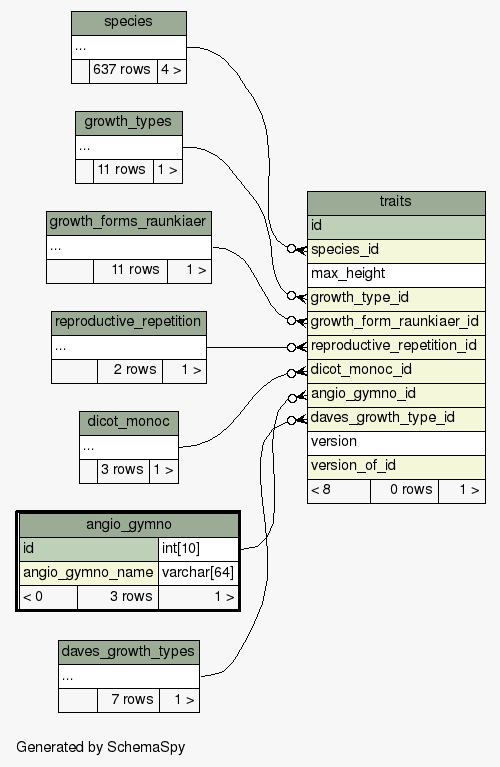 species
...
637 rows 4 >
growth_types
...
11 rows 1 >
growth_forms_raunkiaer
...
11 rows 1 >
reproductive_repetition
...
2 rows 1 >
dicot_monoc
...
3 rows 1 >
angio_gymno
id int[10]
angio_gymno_name varchar[64]
< 0 3 rows 1 >
daves_growth_types
...
7 rows 1 >
traits
id
species_id
max_height
growth_type_id
growth_form_raunkiaer_id
reproductive_repetition_id
dicot_monoc_id
angio_gymno_id
daves_growth_type_id
version
version_of_id
< 8 0 rows 1 >
Generated by SchemaSpy